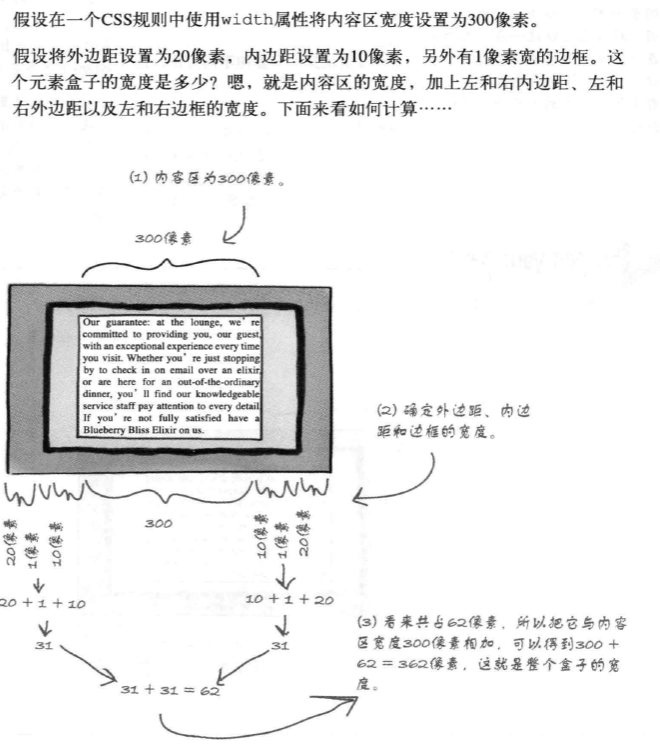 假设在一个CSS规则中使用width属性将内容区宽度设置为300像素。
假设将外边距设置为20像素，内边距设置为10像素，另外有1像素宽的边框。这
个元素盒子的宽度是多少？嗯，就是内容区的宽度，加上左和右内边距、左和
右外边距以及左和右边框的宽度。下面来看如何计算……
(1) 内容区为300像素。
300像素
Our guarantee: at the lounge, we’re
committed to providing you, our guest,
with an exceptional experience every time
you visit. Whether you’re just stopping
by to check in on email over an elixir,
or are here for an out-of-the-ordinary
dinner, you’ll find our knowledgeable
service staff pay attention to every detail.
If you’re not fully satisfied have a
Blueberry Bliss Elixir on us.
(2) 确定外边距、内边
距和边框的宽度。
20像素
1像素
10像素
300
10像素
1像素
20像素
20 + 1 + 10
10 + 1 + 20
31
31
31 + 31 = 62
(3) 看来共占62像素，所以把它与内容
区宽度300像素相加，可以得到300 +
62 = 362像素，这就是整个盒子的宽
度。